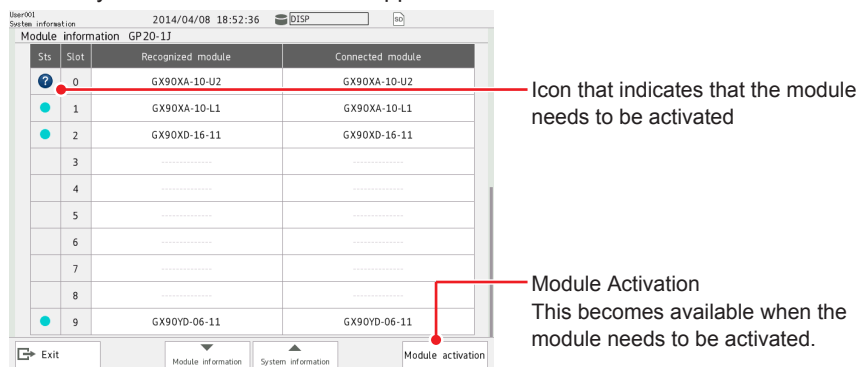 User001
System information
2014/04/08 18:52:36
DISP
SD
Module information GP20-1J
Sts Slot Recognized module Connected module
? 0 GX90XA-10-U2 GX90XA-10-U2
1 GX90XA-10-L1 GX90XA-10-L1
2 GX90XD-16-11 GX90XD-16-11
3 ------------- -------------
4 ------------- -------------
5 ------------- -------------
6 ------------- -------------
7 ------------- -------------
8 ------------- -------------
9 GX90YD-06-11 GX90YD-06-11
Exit
Module information
System information
Module activation
Icon that indicates that the module
needs to be activated
Module Activation
This becomes available when the
module needs to be activated.